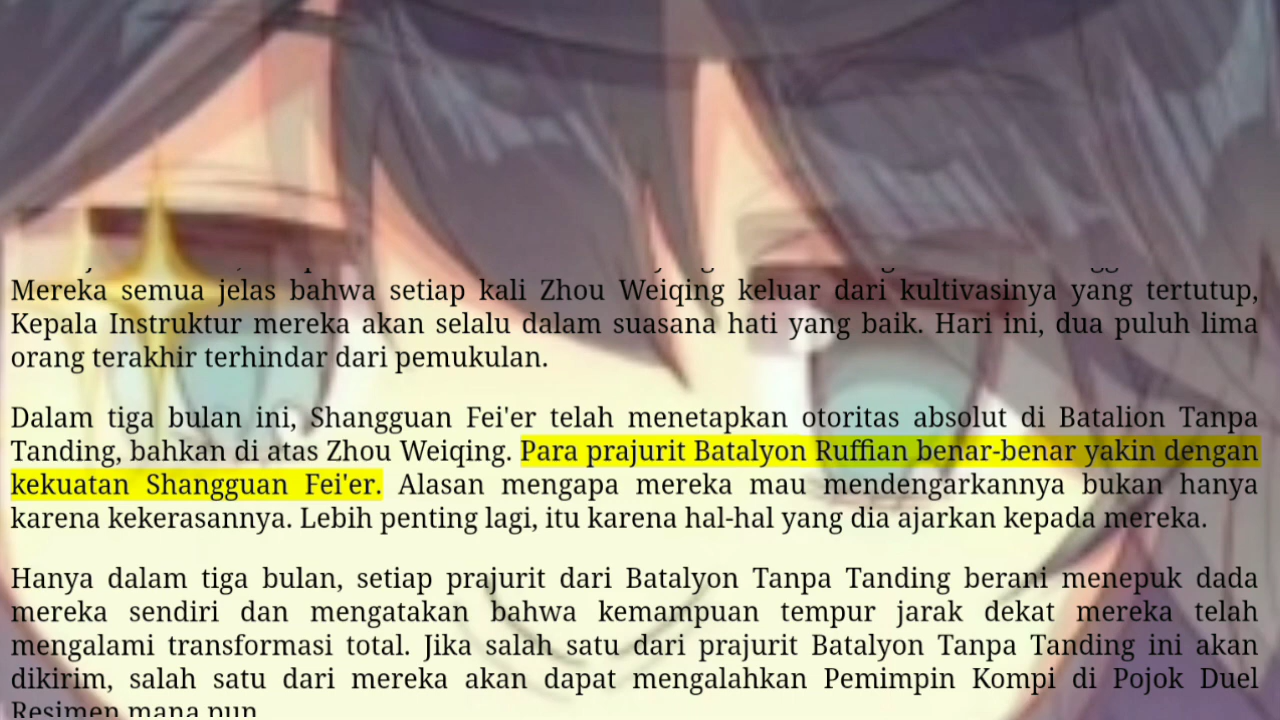 Mereka semua jelas bahwa setiap kali Zhou Weiqing keluar dari kultivasinya yang tertutup,
Kepala Instruktur mereka akan selalu dalam suasana hati yang baik. Hari ini, dua puluh lima
orang terakhir terhindar dari pemukulan.
Dalam tiga bulan ini, Shangguan Fei'er telah menetapkan otoritas absolut di Batalion Tanpa
Tanding, bahkan di atas Zhou Weiqing. Para prajurit Batalyon Ruffian benar-benar yakin dengan
kekuatan Shangguan Fei'er. Alasan mengapa mereka mau mendengarkannya bukan hanya
karena kekerasannya. Lebih penting lagi, itu karena hal-hal yang dia ajarkan kepada mereka.
Hanya dalam tiga bulan, setiap prajurit dari Batalyon Tanpa Tanding berani menepuk dada
mereka sendiri dan mengatakan bahwa kemampuan tempur jarak dekat mereka telah
mengalami transformasi total. Jika salah satu dari prajurit Batalyon Tanpa Tanding ini akan
dikirim, salah satu dari mereka akan dapat mengalahkan Pemimpin Kompi di Pojok Duel
Resimen mana pun